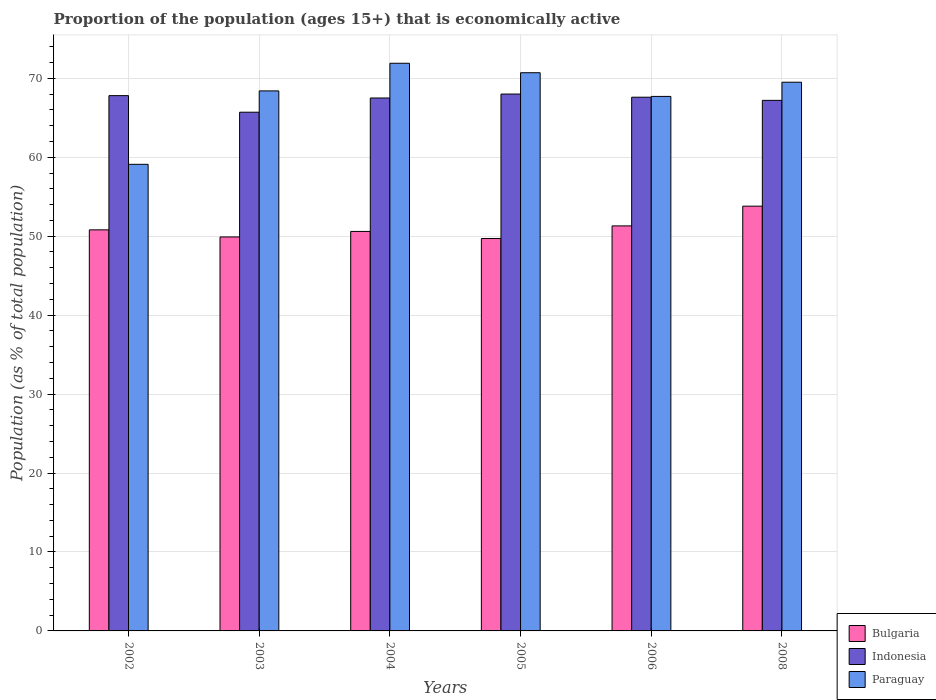 Proportion of the population (ages 15+) that is economically active
Population (as % of total population)
70
60
50
40
30
20
10
0
2002
2003
2004
2005
2006
2008
Years
Bulgaria
Indonesia
Paraguay